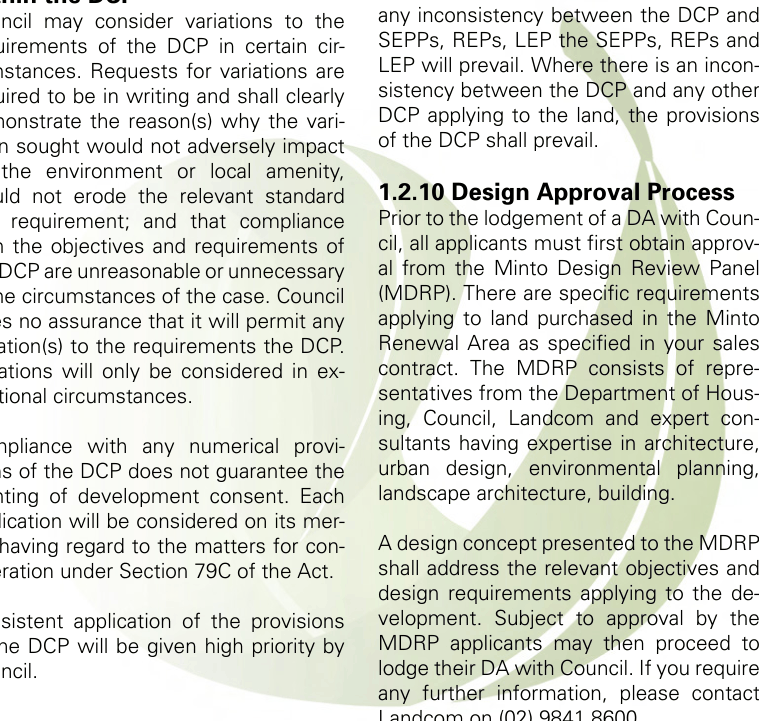 thin the DCP
ncil may consider variations to the
uirements of the DCP in certain cir-
mstances. Requests for variations are
uired to be in writing and shall clearly
monstrate the reason(s) why the vari-
n sought would not adversely impact
the environment or local amenity,
uld not erode the relevant standard
requirement; and that compliance
h the objectives and requirements of
DCP are unreasonable or unnecessary
he circumstances of the case. Council
es no assurance that it will permit any
ation(s) to the requirements the DCP.
ations will only be considered in ex-
tional circumstances.

mpliance with any numerical provi-
ns of the DCP does not guarantee the
nting of development consent. Each
lication will be considered on its mer-
having regard to the matters for con-
eration under Section 79C of the Act.

sistent application of the provisions
he DCP will be given high priority by
ncil.

any inconsistency between the DCP and
SEPPs, REPs, LEP the SEPPs, REPs and
LEP will prevail. Where there is an incon-
sistency between the DCP and any other
DCP applying to the land, the provisions
of the DCP shall prevail.

1.2.10 Design Approval Process
Prior to the lodgement of a DA with Coun-
cil, all applicants must first obtain approv-
al from the Minto Design Review Panel
(MDRP). There are specific requirements
applying to land purchased in the Minto
Renewal Area as specified in your sales
contract. The MDRP consists of repre-
sentatives from the Department of Hous-
ing, Council, Landcom and expert con-
sultants having expertise in architecture,
urban design, environmental planning,
landscape architecture, building.

A design concept presented to the MDRP
shall address the relevant objectives and
design requirements applying to the de-
velopment. Subject to approval by the
MDRP applicants may then proceed to
lodge their DA with Council. If you require
any further information, please contact
Landcom on (02) 9841 8600